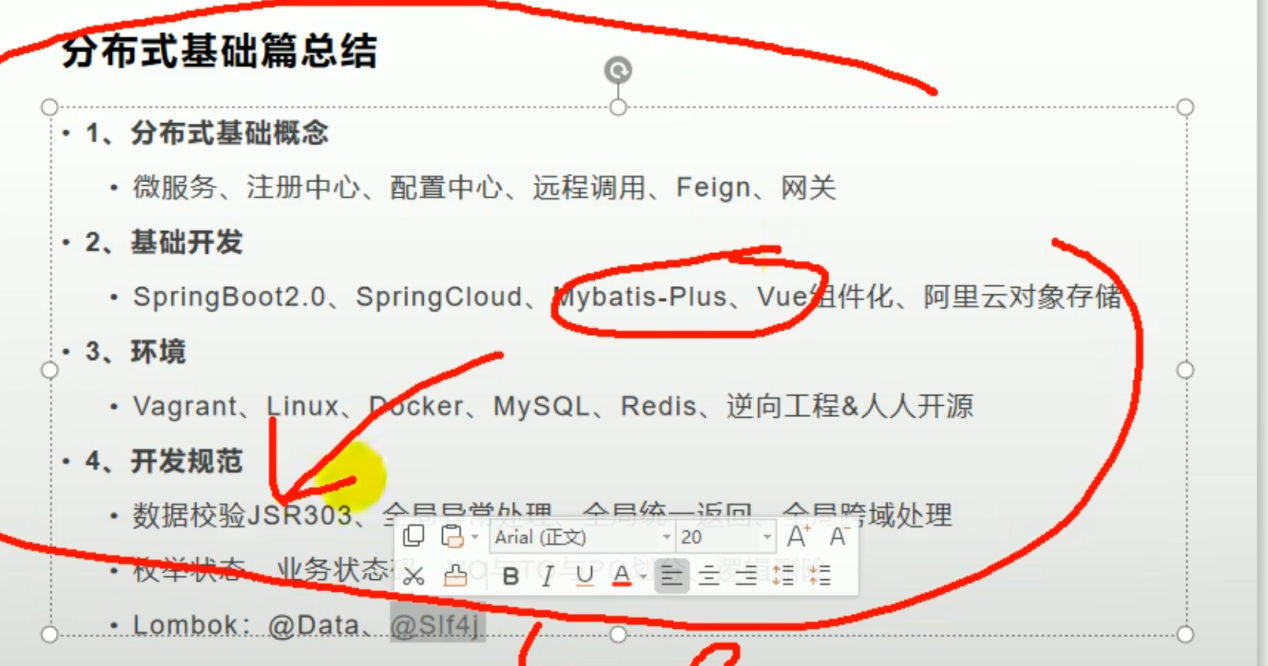 分布式基础篇总结
• 1、分布式基础概念
• 微服务、注册中心、配置中心、远程调用、Feign、网关
• 2、基础开发
• SpringBoot2.0、SpringCloud、Mybatis-Plus、Vue组件化、阿里云对象存储
• 3、环境
• Vagrant、Linux、Docker、MySQL、Redis、逆向工程&人人开源
• 4、开发规范
• 数据校验JSR303、全局异常处理、全局统一返回、全局跨域处理
Arial (正文) 20 A+ A-
• 枚举状态、业务状态
B I U A
• Lombok：@Data、@Slf4j